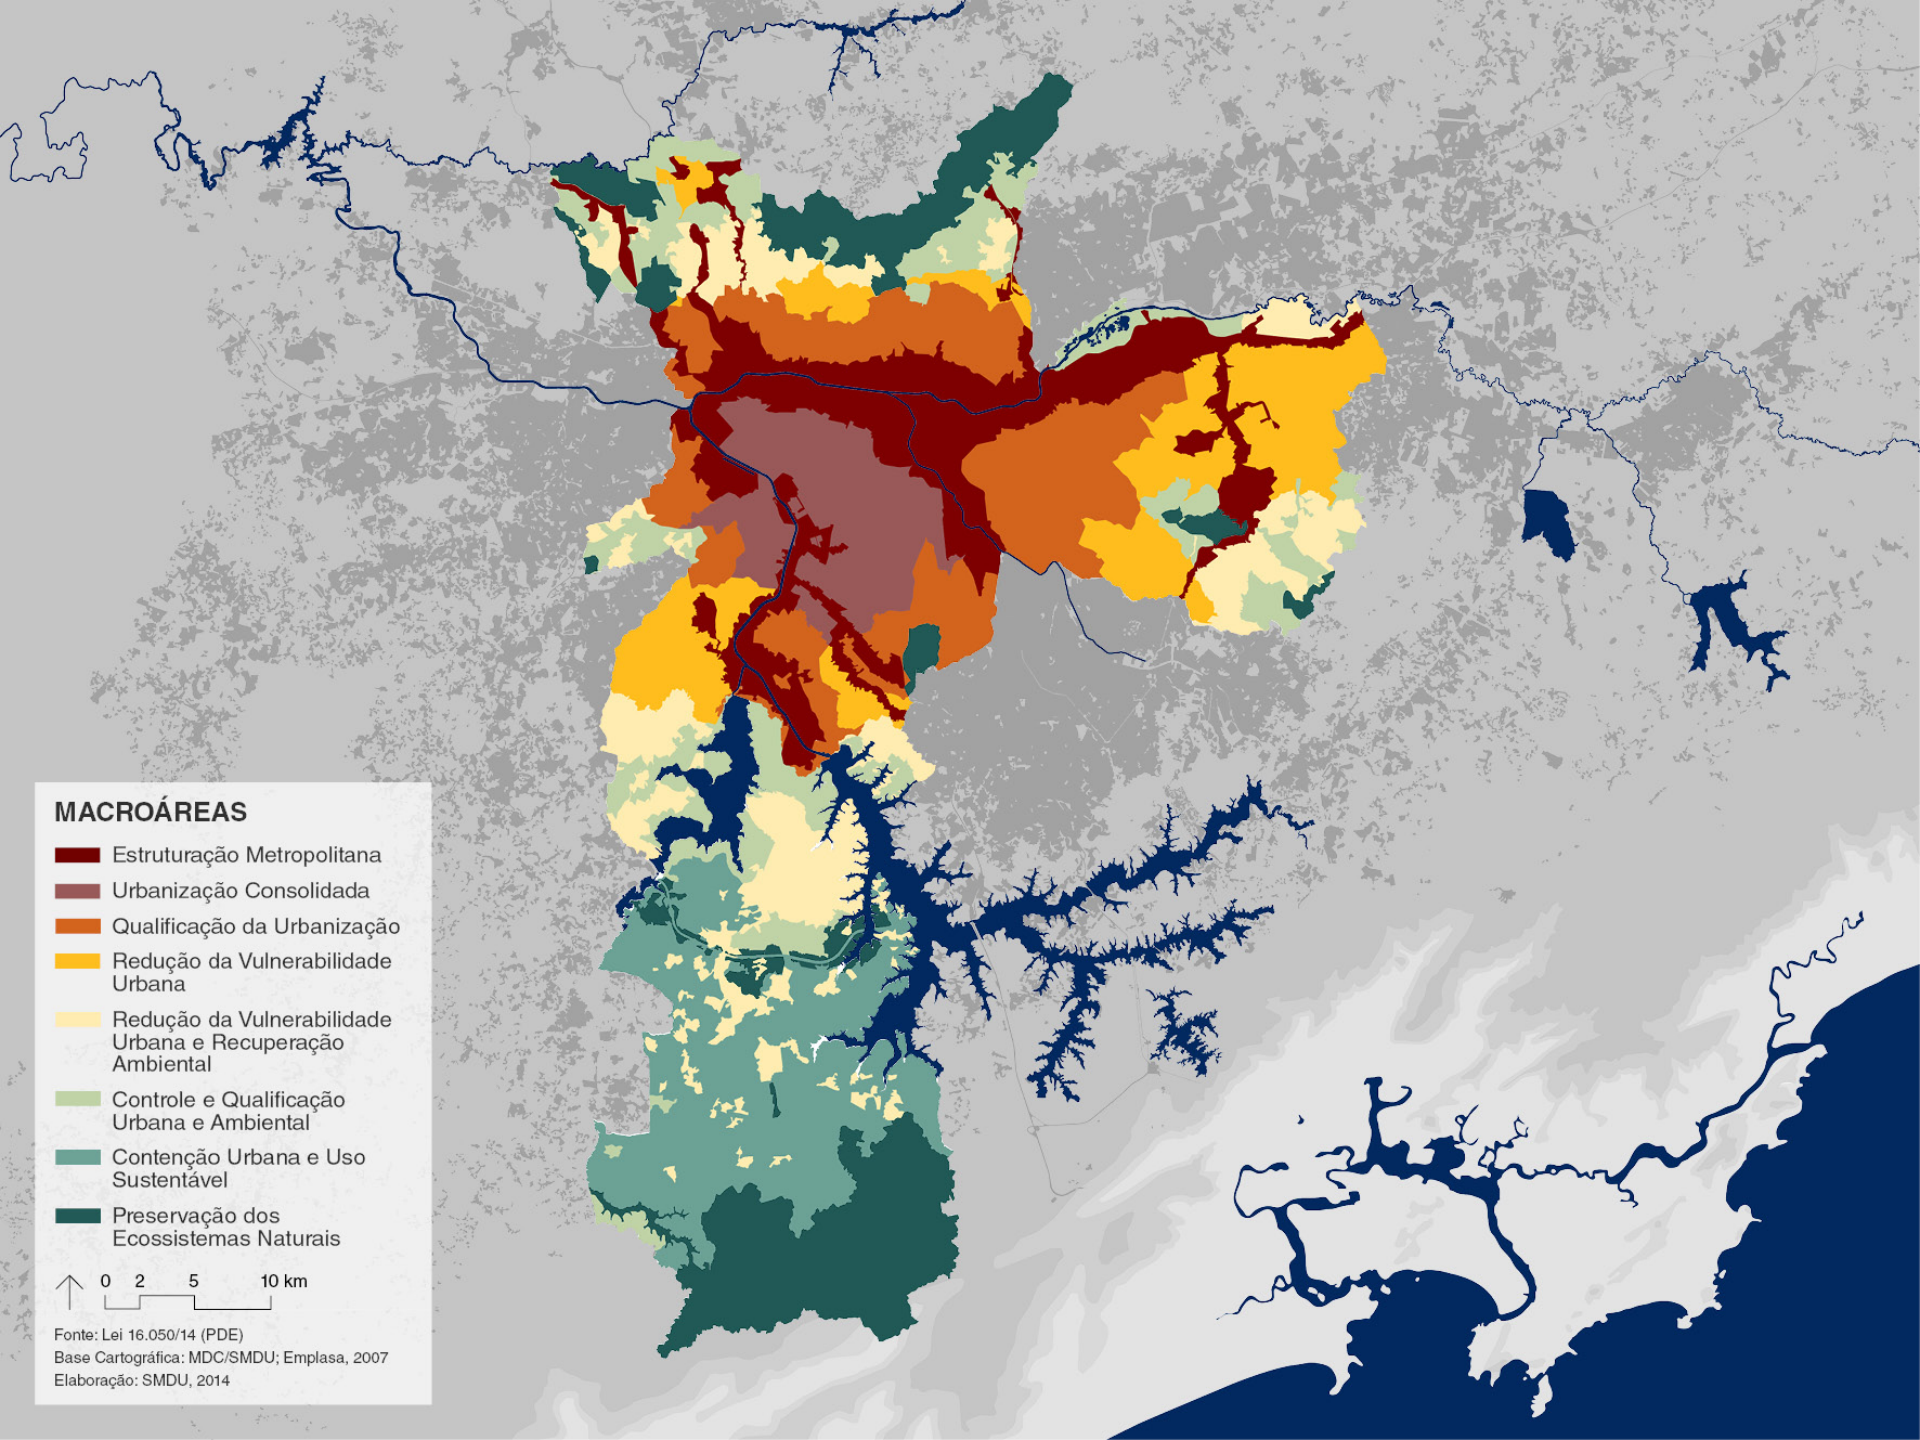 MACROÁREAS
Estruturação Metropolitana
Urbanização Consolidada
Qualificação da Urbanização
Redução da Vulnerabilidade
Urbana
Redução da Vulnerabilidade
Urbana e Recuperação
Ambiental
Controle e Qualificação
Urbana e Ambiental
Contenção Urbana e Uso
Sustentável
Preservação dos
Ecossistemas Naturais
0 2 5 10 km
Fonte: Lei 16.050/14 (PDE)
Base Cartográfica: MDC/SMDU; Emplasa, 2007
Elaboração: SMDU, 2014